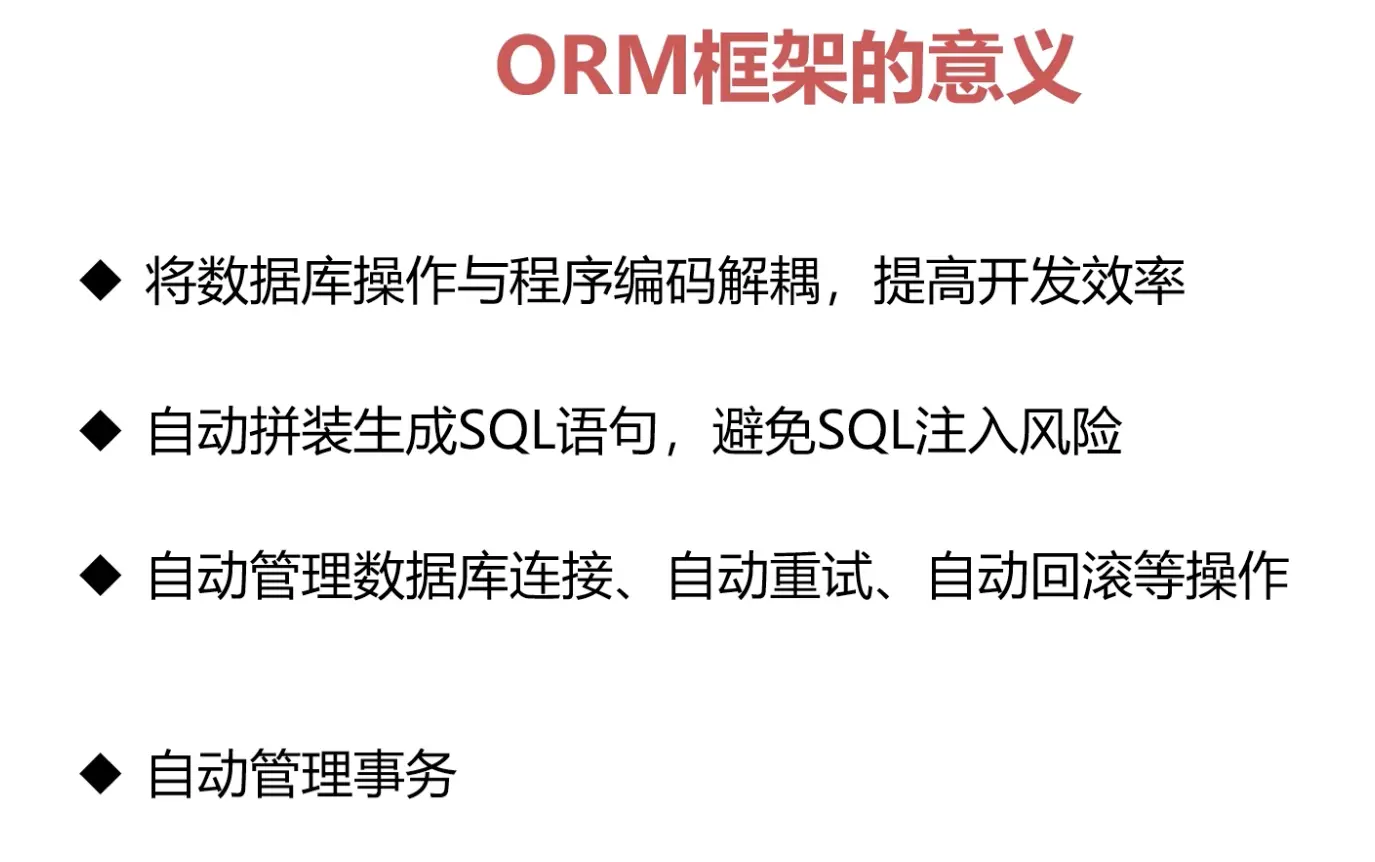 ORM框架的意义
◆ 将数据库操作与程序编码解耦，提高开发效率
◆ 自动拼装生成SQL语句，避免SQL注入风险
◆ 自动管理数据库连接、自动重试、自动回滚等操作
◆ 自动管理事务